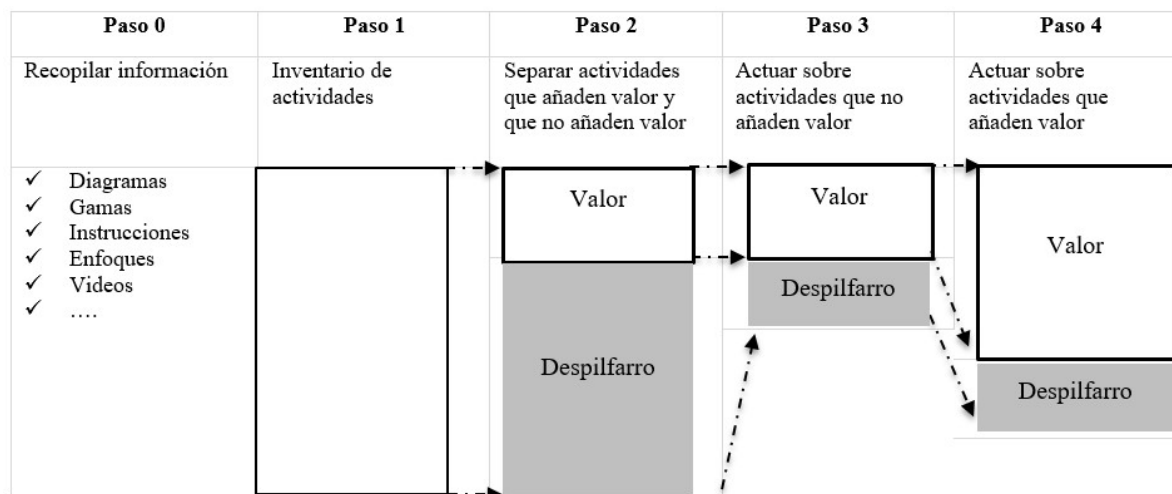 Paso 0
Paso 1
Paso 2
Paso 3
Paso 4
Recopilar información
Inventario de
actividades
Separar actividades
que añaden valor y
que no añaden valor
Actuar sobre
actividades que no
añaden valor
Actuar sobre
actividades que
añaden valor
✓ Diagramas
✓ Gamas
✓ Instrucciones
✓ Enfoques
✓ Videos
✓ ….
Valor
Despilfarro
Valor
Despilfarro
Valor
Despilfarro